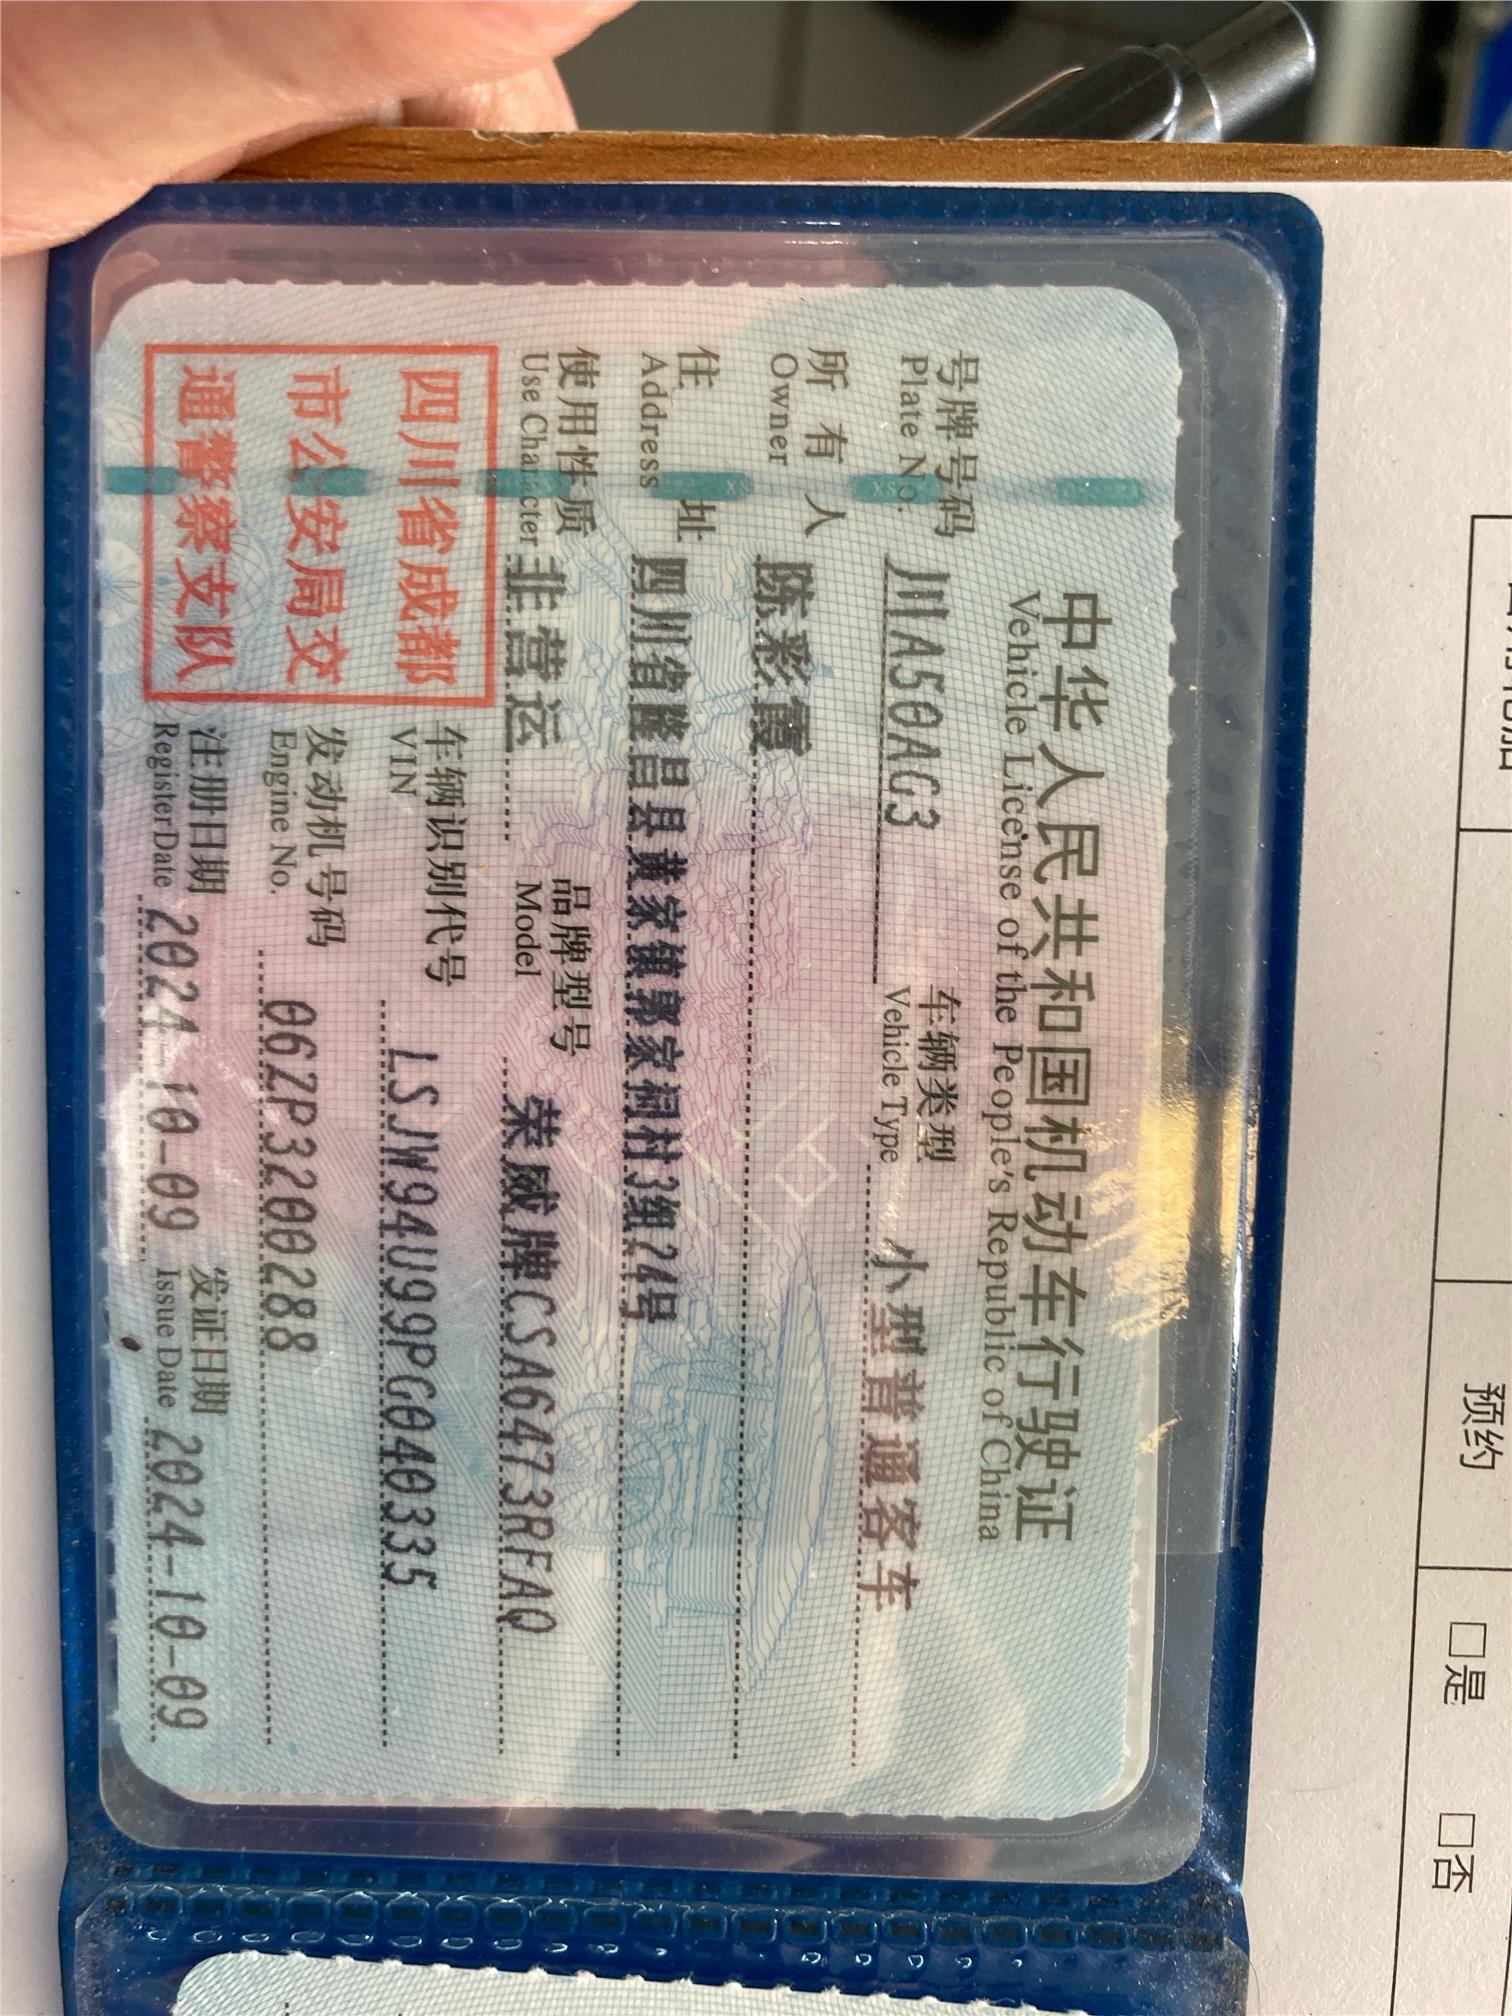 中华人民共和国机动车行驶证
Vehicle License of the People's Republic of China
号牌号码 川A50AG3 车辆类型 小型普通客车
Plate No. Vehicle Type
所有人 陈彩霞
Owner
住址 四川省隆昌县黄家镇郭家祠村3组24号
Address
使用性质 非营运 品牌型号 荣威牌CSA6473RFAQ
Use Character Model
四川省成都
市公安局交
通警察支队
车辆识别代号 LSJW94U99PG040335
VIN
发动机号码 06ZP3200288
Engine No.
注册日期 2024-10-09 发证日期 2024-10-09
Register Date Issue Date
预约
□是 □否